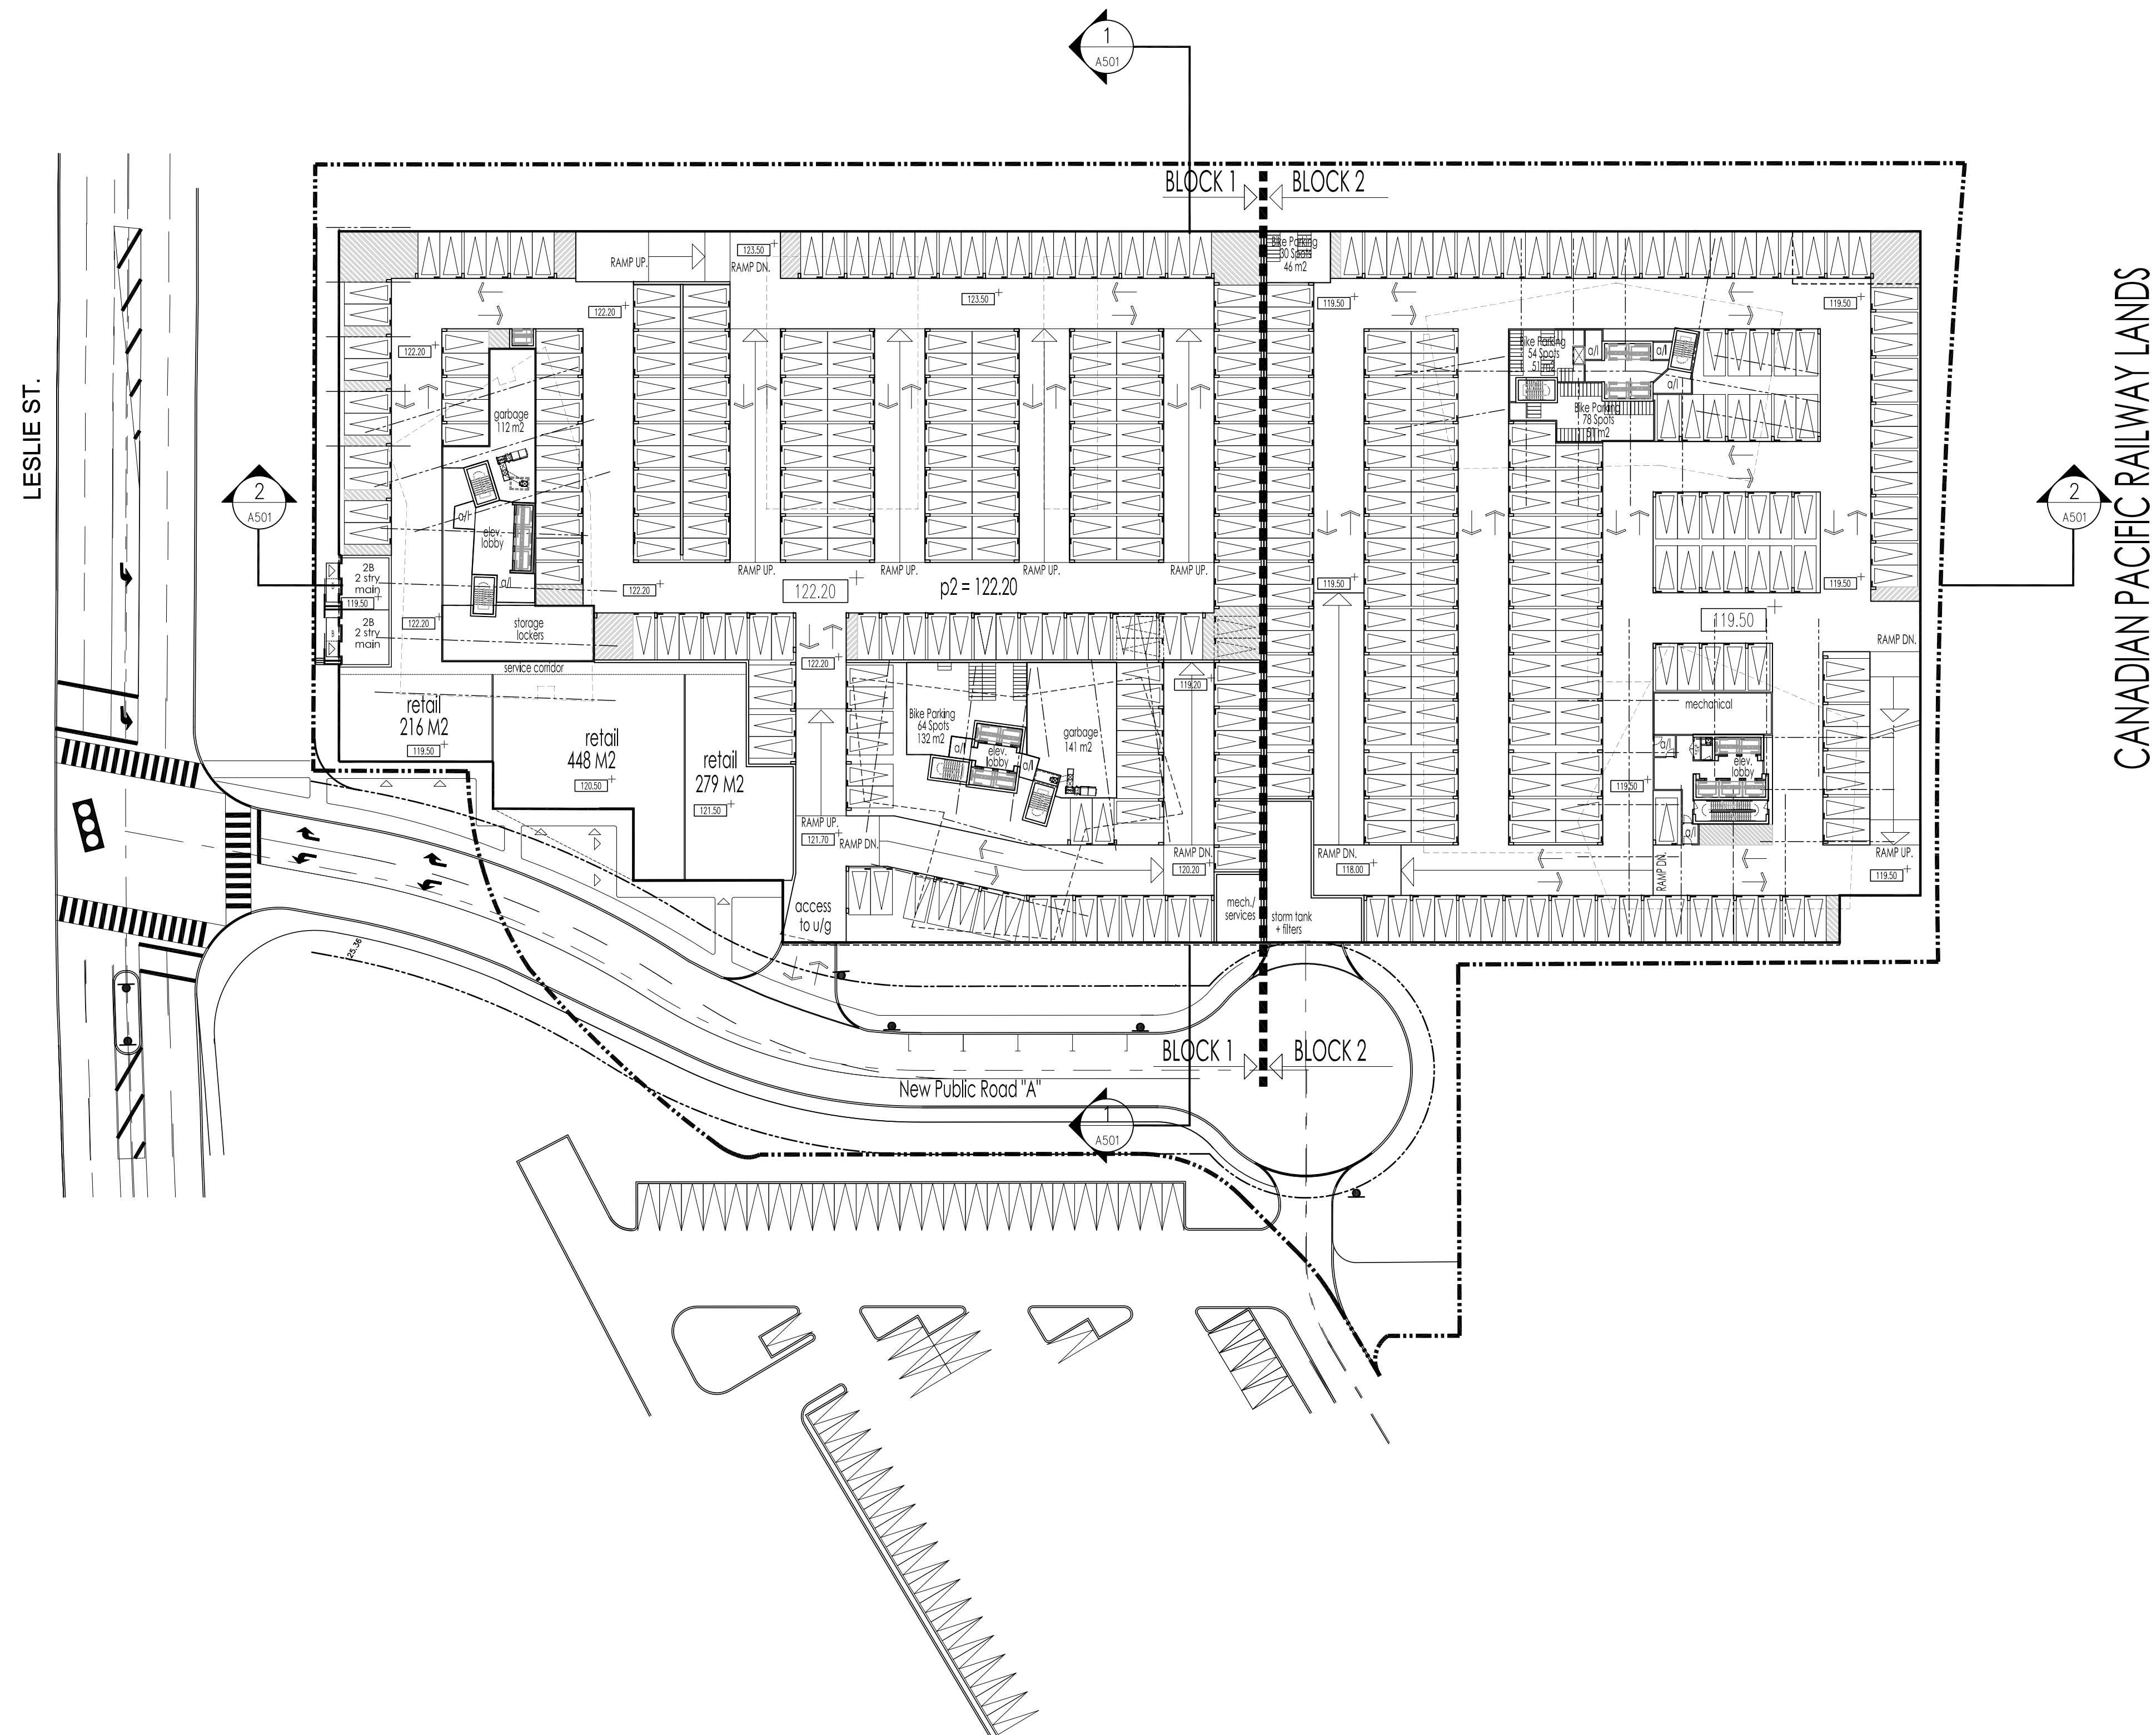 1
A501
BLOCK 1
BLOCK 2
RAMP UP.
123.50
RAMP DN.
Bike Parking
30 Spots
46 m2
122.20
123.50
119.50
119.50
122.20
LESLIE ST.
CANADIAN PACIFIC RAILWAY LANDS
Bike Parking
54 Spots
51 m2
a/l
a/l
a/l
garbage
112 m2
Bike Parking
78 Spots
91 m2
2
A501
2
A501
a/l
elev.
lobby
a/l
2B
2 stry
main
119.50
2B
2 stry
main
RAMP UP.
RAMP UP.
RAMP UP.
RAMP UP.
122.20
122.20
p2 = 122.20
119.50
119.50
119.50
122.20
storage
lockers
RAMP DN.
service corridor
122.20
119.20
retail
216 M2
119.50
retail
448 M2
120.50
retail
279 M2
121.50
Bike Parking
64 Spots
132 m2
a/l
elev.
lobby
a/l
garbage
141 m2
mechanical
a/l
elev.
lobby
119.50
a/l
RAMP UP.
121.70
RAMP DN.
RAMP DN.
120.20
RAMP DN.
118.00
RAMP DN.
RAMP UP.
119.50
access
to u/g
mech./
services
storm tank
+ filters
25.36
BLOCK 1
BLOCK 2
New Public Road "A"
1
A501